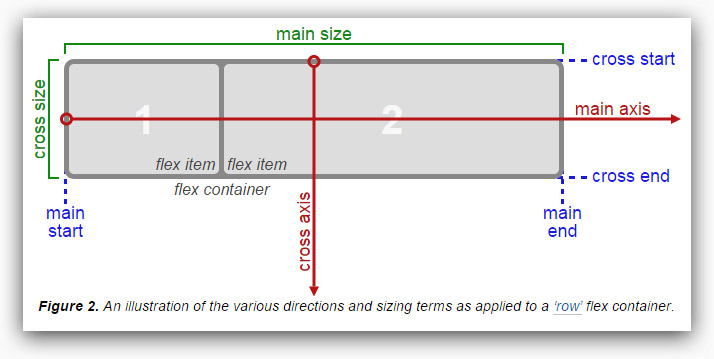 main size
cross start
cross size
1
2
main axis
flex item
flex item
cross end
flex container
main
start
cross axis
main
end
Figure 2. An illustration of the various directions and sizing terms as applied to a ‘row’ flex container.